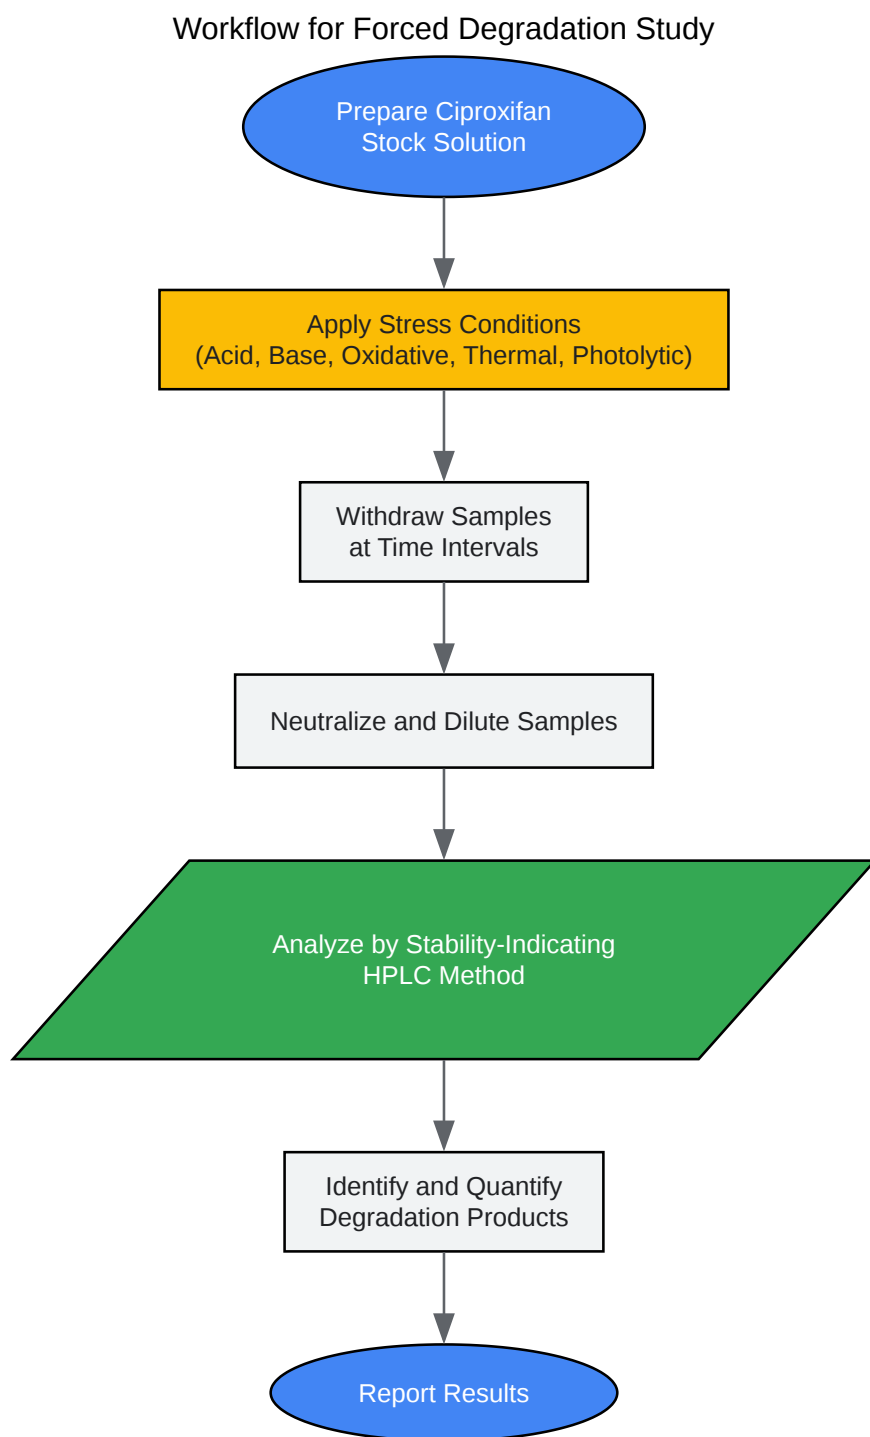 Workflow for Forced Degradation Study
Prepare Ciproxifan
Stock Solution
Apply Stress Conditions
(Acid, Base, Oxidative, Thermal, Photolytic)
Withdraw Samples
at Time Intervals
Neutralize and Dilute Samples
Analyze by Stability-Indicating
HPLC Method
Identify and Quantify
Degradation Products
Report Results